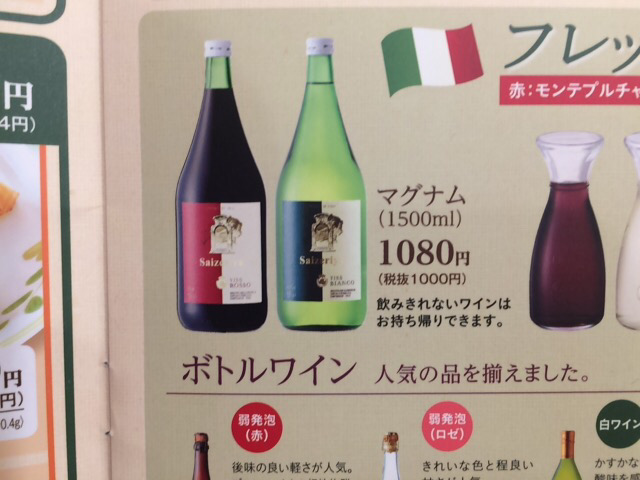 円
4円)
円
円)
0.4g)
フレッ
赤:モンテプルチャ
Saizeriya
VINO
ROSSO
Saizeriya
VINO
BIANCO
マグナム
(1500ml)
1080円
(税抜1000円)
飲みきれないワインは
お持ち帰りできます。
ボトルワイン 人気の品を揃えました。
弱発泡
(赤)
後味の良い軽さが人気。
弱発泡
(ロゼ)
きれいな色と程良い
白ワイン
かすかな
酸味を感